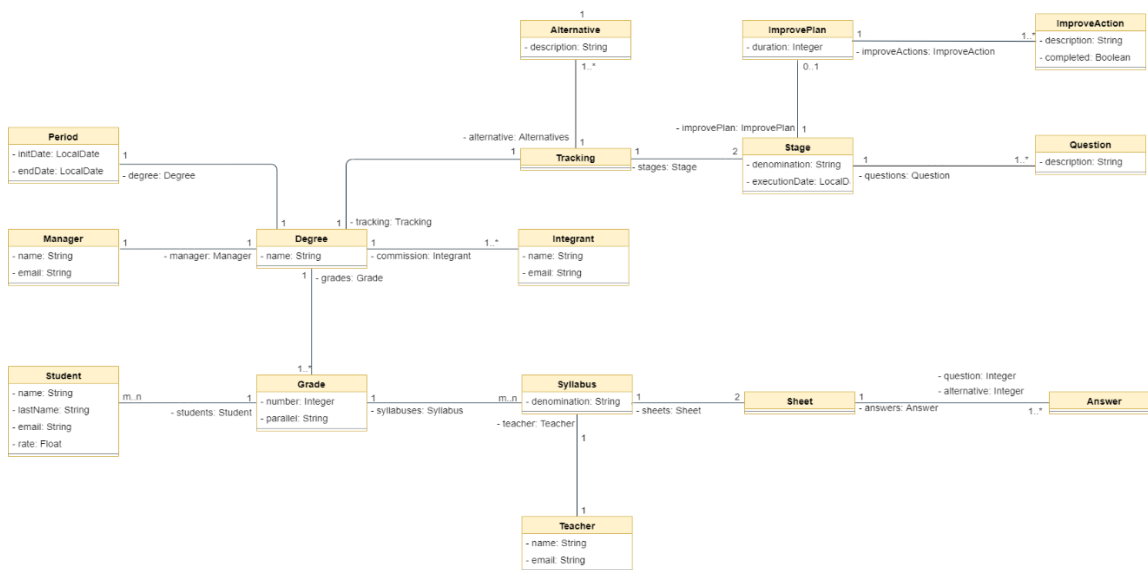 1
Alternative
- description: String
1..*
- alternative: Alternatives
1
ImprovePlan
- duration: Integer
0..1
1
- improveActions: ImproveAction
1..*
ImproveAction
- description: String
- completed: Boolean
Period
- initDate: LocalDate
- endDate: LocalDate
1
- degree: Degree
1
1
Tracking
1
- stages: Stage
2
- improvePlan: ImprovePlan
1
Stage
- denomination: String
- executionDate: LocalD
1
- questions: Question
1..*
Question
- description: String
1
- tracking: Tracking
Manager
- name: String
- email: String
1
- manager: Manager
1
Degree
- name: String
1
- commission: Integrant
1..*
Integrant
- name: String
- email: String
1
- grades: Grade
1..*
Student
- name: String
- lastName: String
- email: String
- rate: Float
m..n
- students: Student
1
Grade
- number: Integer
- parallel: String
1
- syllabuses: Syllabus
m..n
Syllabus
- denomination: String
1
- sheets: Sheet
2
- teacher: Teacher
1
Sheet
1
- answers: Answer
- question: Integer
- alternative: Integer
1..*
Answer
1
Teacher
- name: String
- email: String